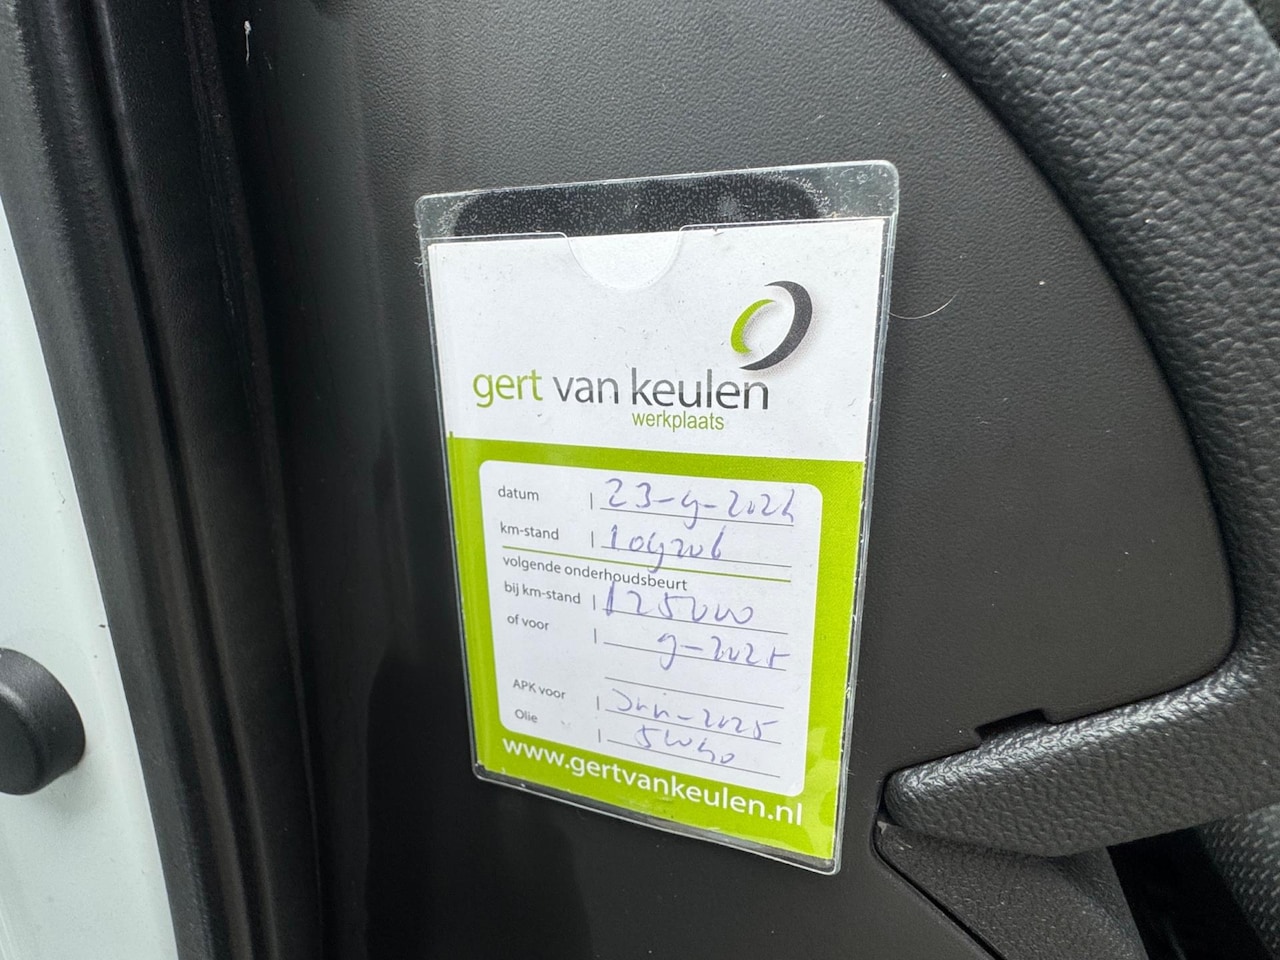 gert van keulen
werkplaats
datum | 23-9-2024
km-stand | 109206
volgende onderhoudsbeurt
bij km-stand | 125000
of voor | 9-2025
APK voor | Jun-2025
Olie | 5W40
www.gertvankeulen.nl